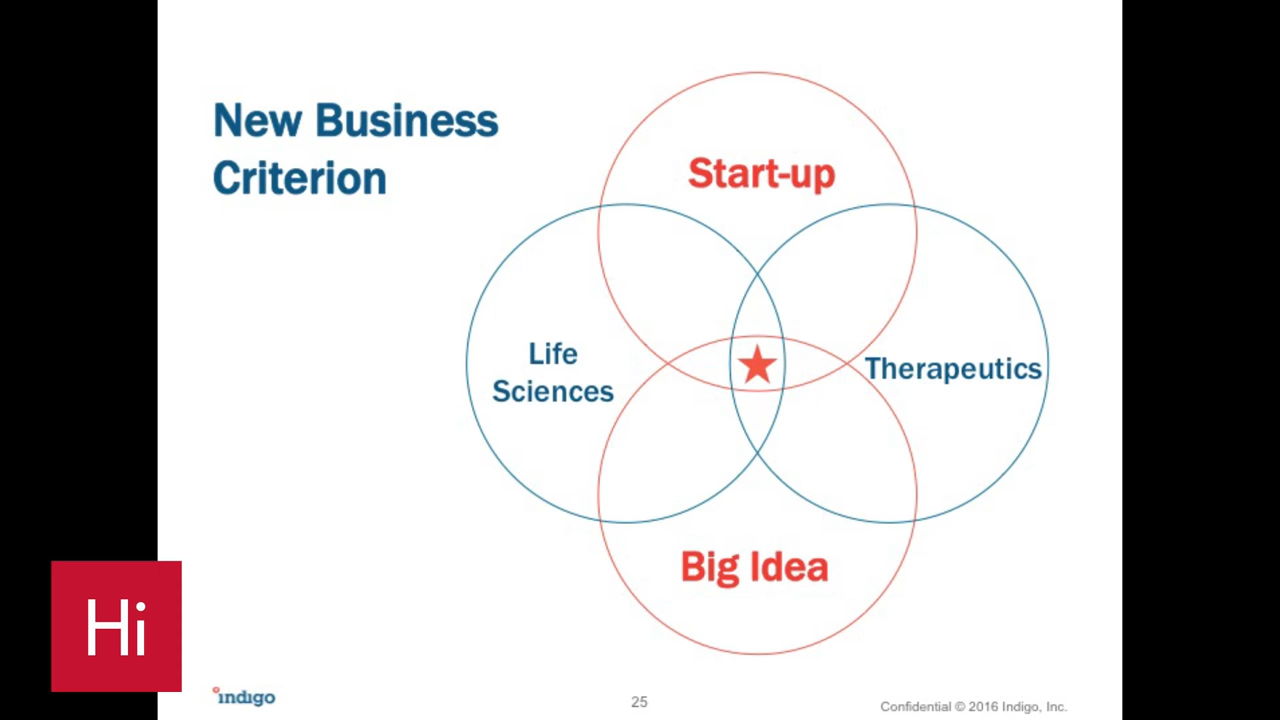 New Business
Criterion
Start-up
Life
Sciences
Therapeutics
Big Idea
Hi
indigo
25
Confidential © 2016 Indigo, Inc.